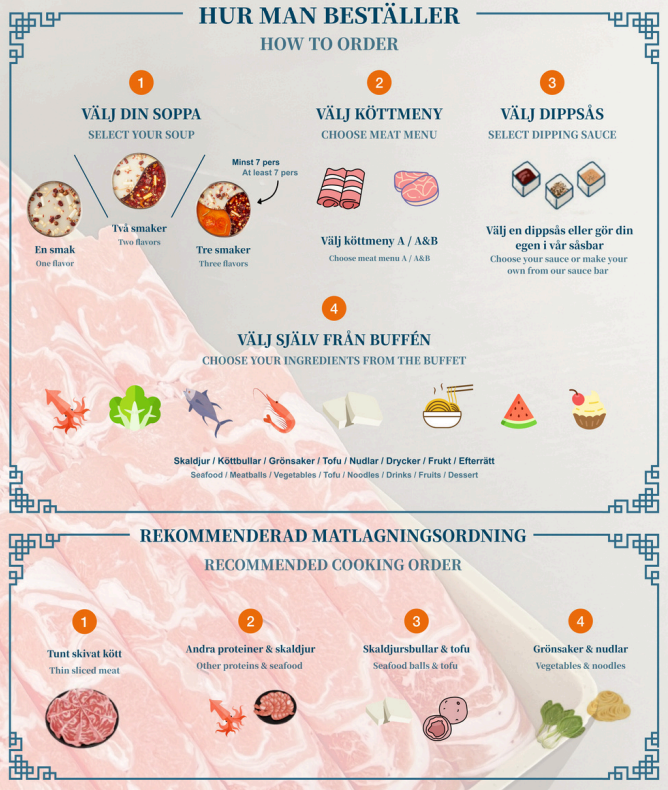 HUR MAN BESTÄLLER
HOW TO ORDER
1
VÄLJ DIN SOPPA
SELECT YOUR SOUP
En smak
One flavor
Två smaker
Two flavors
Minst 7 pers
At least 7 pers
Tre smaker
Three flavors
2
VÄLJ KÖTTMENY
CHOOSE MEAT MENU
Välj köttmeny A / A&B
Choose meat menu A / A&B
3
VÄLJ DIPPSÅS
SELECT DIPPING SAUCE
Välj en dippsås eller gör din
egen i vår såsbar
Choose your sauce or make your
own from our sauce bar
4
VÄLJ SJÄLV FRÅN BUFFÉN
CHOOSE YOUR INGREDIENTS FROM THE BUFFET
Skaldjur / Köttbullar / Grönsaker / Tofu / Nudlar / Drycker / Frukt / Efterrätt
Seafood / Meatballs / Vegetables / Tofu / Noodles / Drinks / Fruits / Dessert
REKOMMENDERAD MATLAGNINGSORDNING
RECOMMENDED COOKING ORDER
1
Tunt skivat kött
Thin sliced meat
2
Andra proteiner & skaldjur
Other proteins & seafood
3
Skaldjursbullar & tofu
Seafood balls & tofu
4
Grönsaker & nudlar
Vegetables & noodles